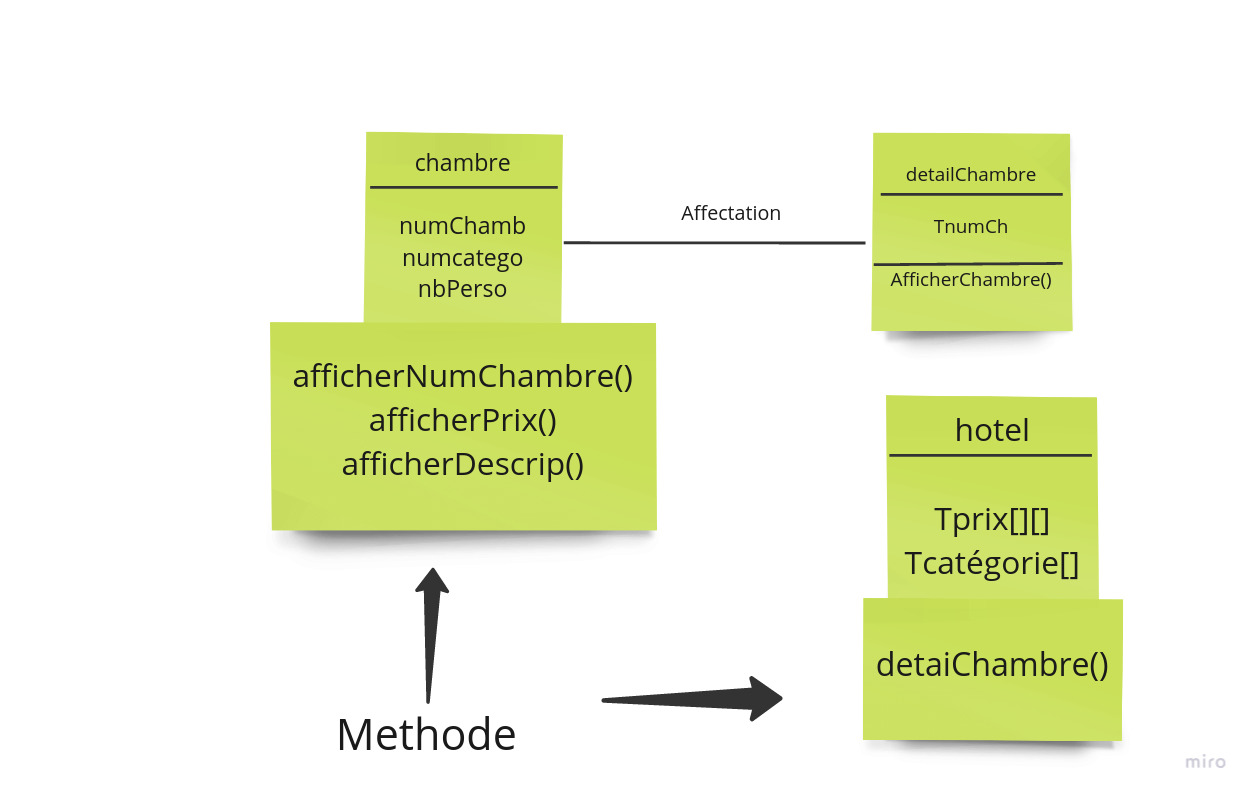 chambre
numChamb
numcatego
nbPerso
afficherNumChambre()
afficherPrix()
afficherDescrip()
Affectation
detailChambre
TnumCh
AfficherChambre()
hotel
Tprix[][]
Tcatégorie[]
detaiChambre()
Methode
miro